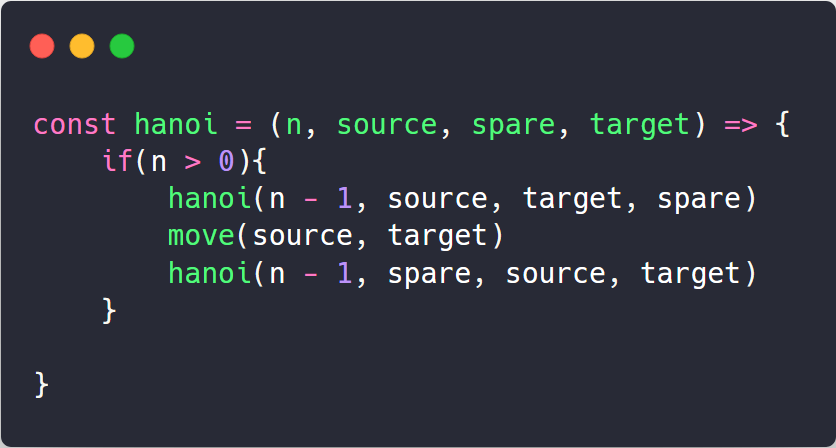 const hanoi = (n, source, spare, target) => {
    if(n > 0){
        hanoi(n - 1, source, target, spare)
        move(source, target)
        hanoi(n - 1, spare, source, target)
    }

}